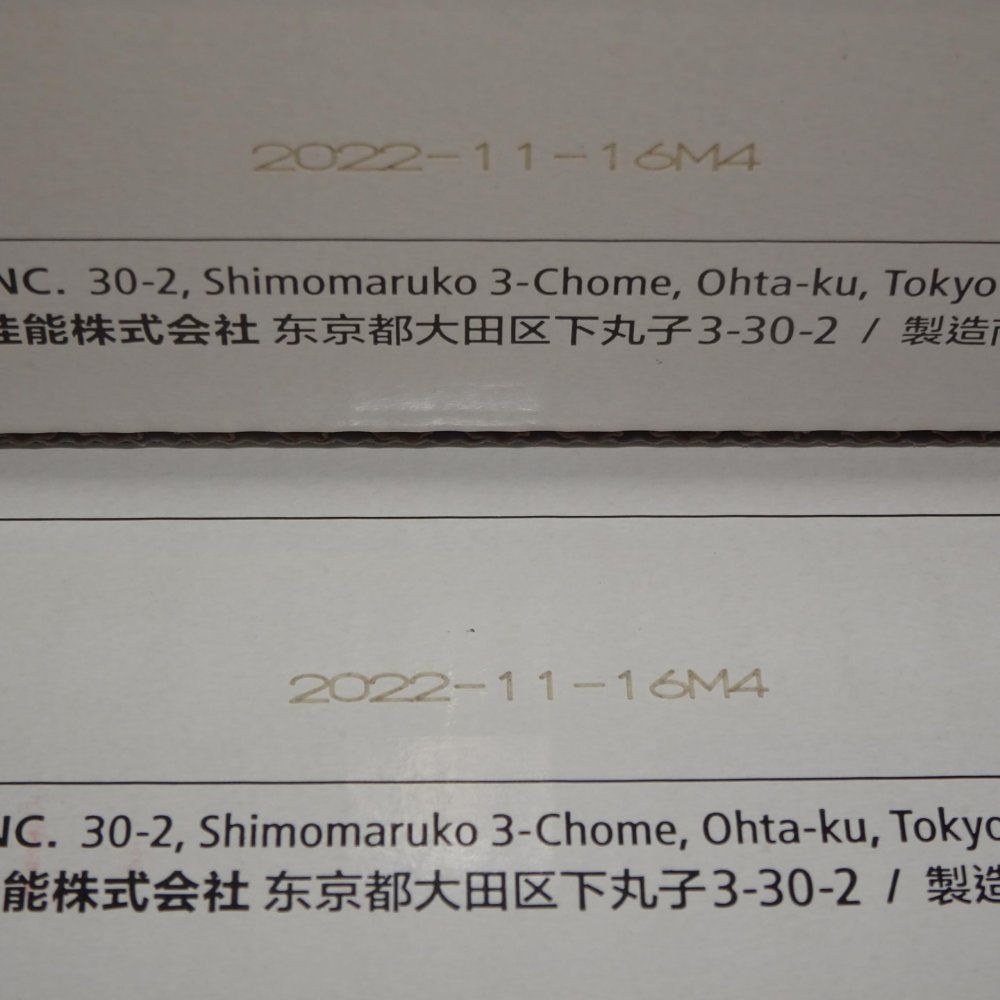 2022-11-16M4
NC. 30-2, Shimomaruko 3-Chome, Ohta-ku, Tokyo
佳能株式会社 东京都大田区下丸子3-30-2 / 製造商
2022-11-16M4
NC. 30-2, Shimomaruko 3-Chome, Ohta-ku, Tokyo
能株式会社 东京都大田区下丸子3-30-2 / 製造